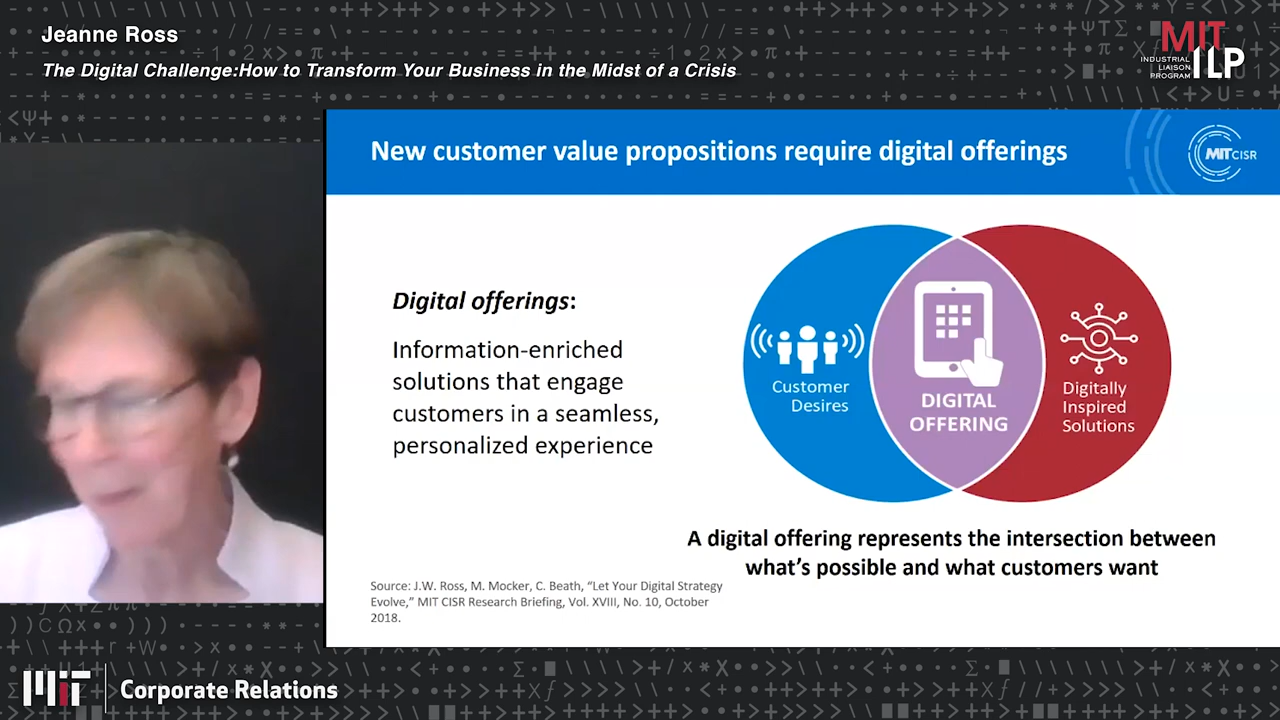 Jeanne Ross
The Digital Challenge:How to Transform Your Business in the Midst of a Crisis
MIT
INDUSTRIAL
LIAISON
PROGRAM
ILP
New customer value propositions require digital offerings
MIT CISR
Digital offerings:
Information-enriched
solutions that engage
customers in a seamless,
personalized experience
Customer
Desires
DIGITAL
OFFERING
Digitally
Inspired
Solutions
A digital offering represents the intersection between
what's possible and what customers want
Source: J.W. Ross, M. Mocker, C. Beath, "Let Your Digital Strategy
Evolve," MIT CISR Research Briefing, Vol. XVIII, No. 10, October
2018.
MIT
Corporate Relations